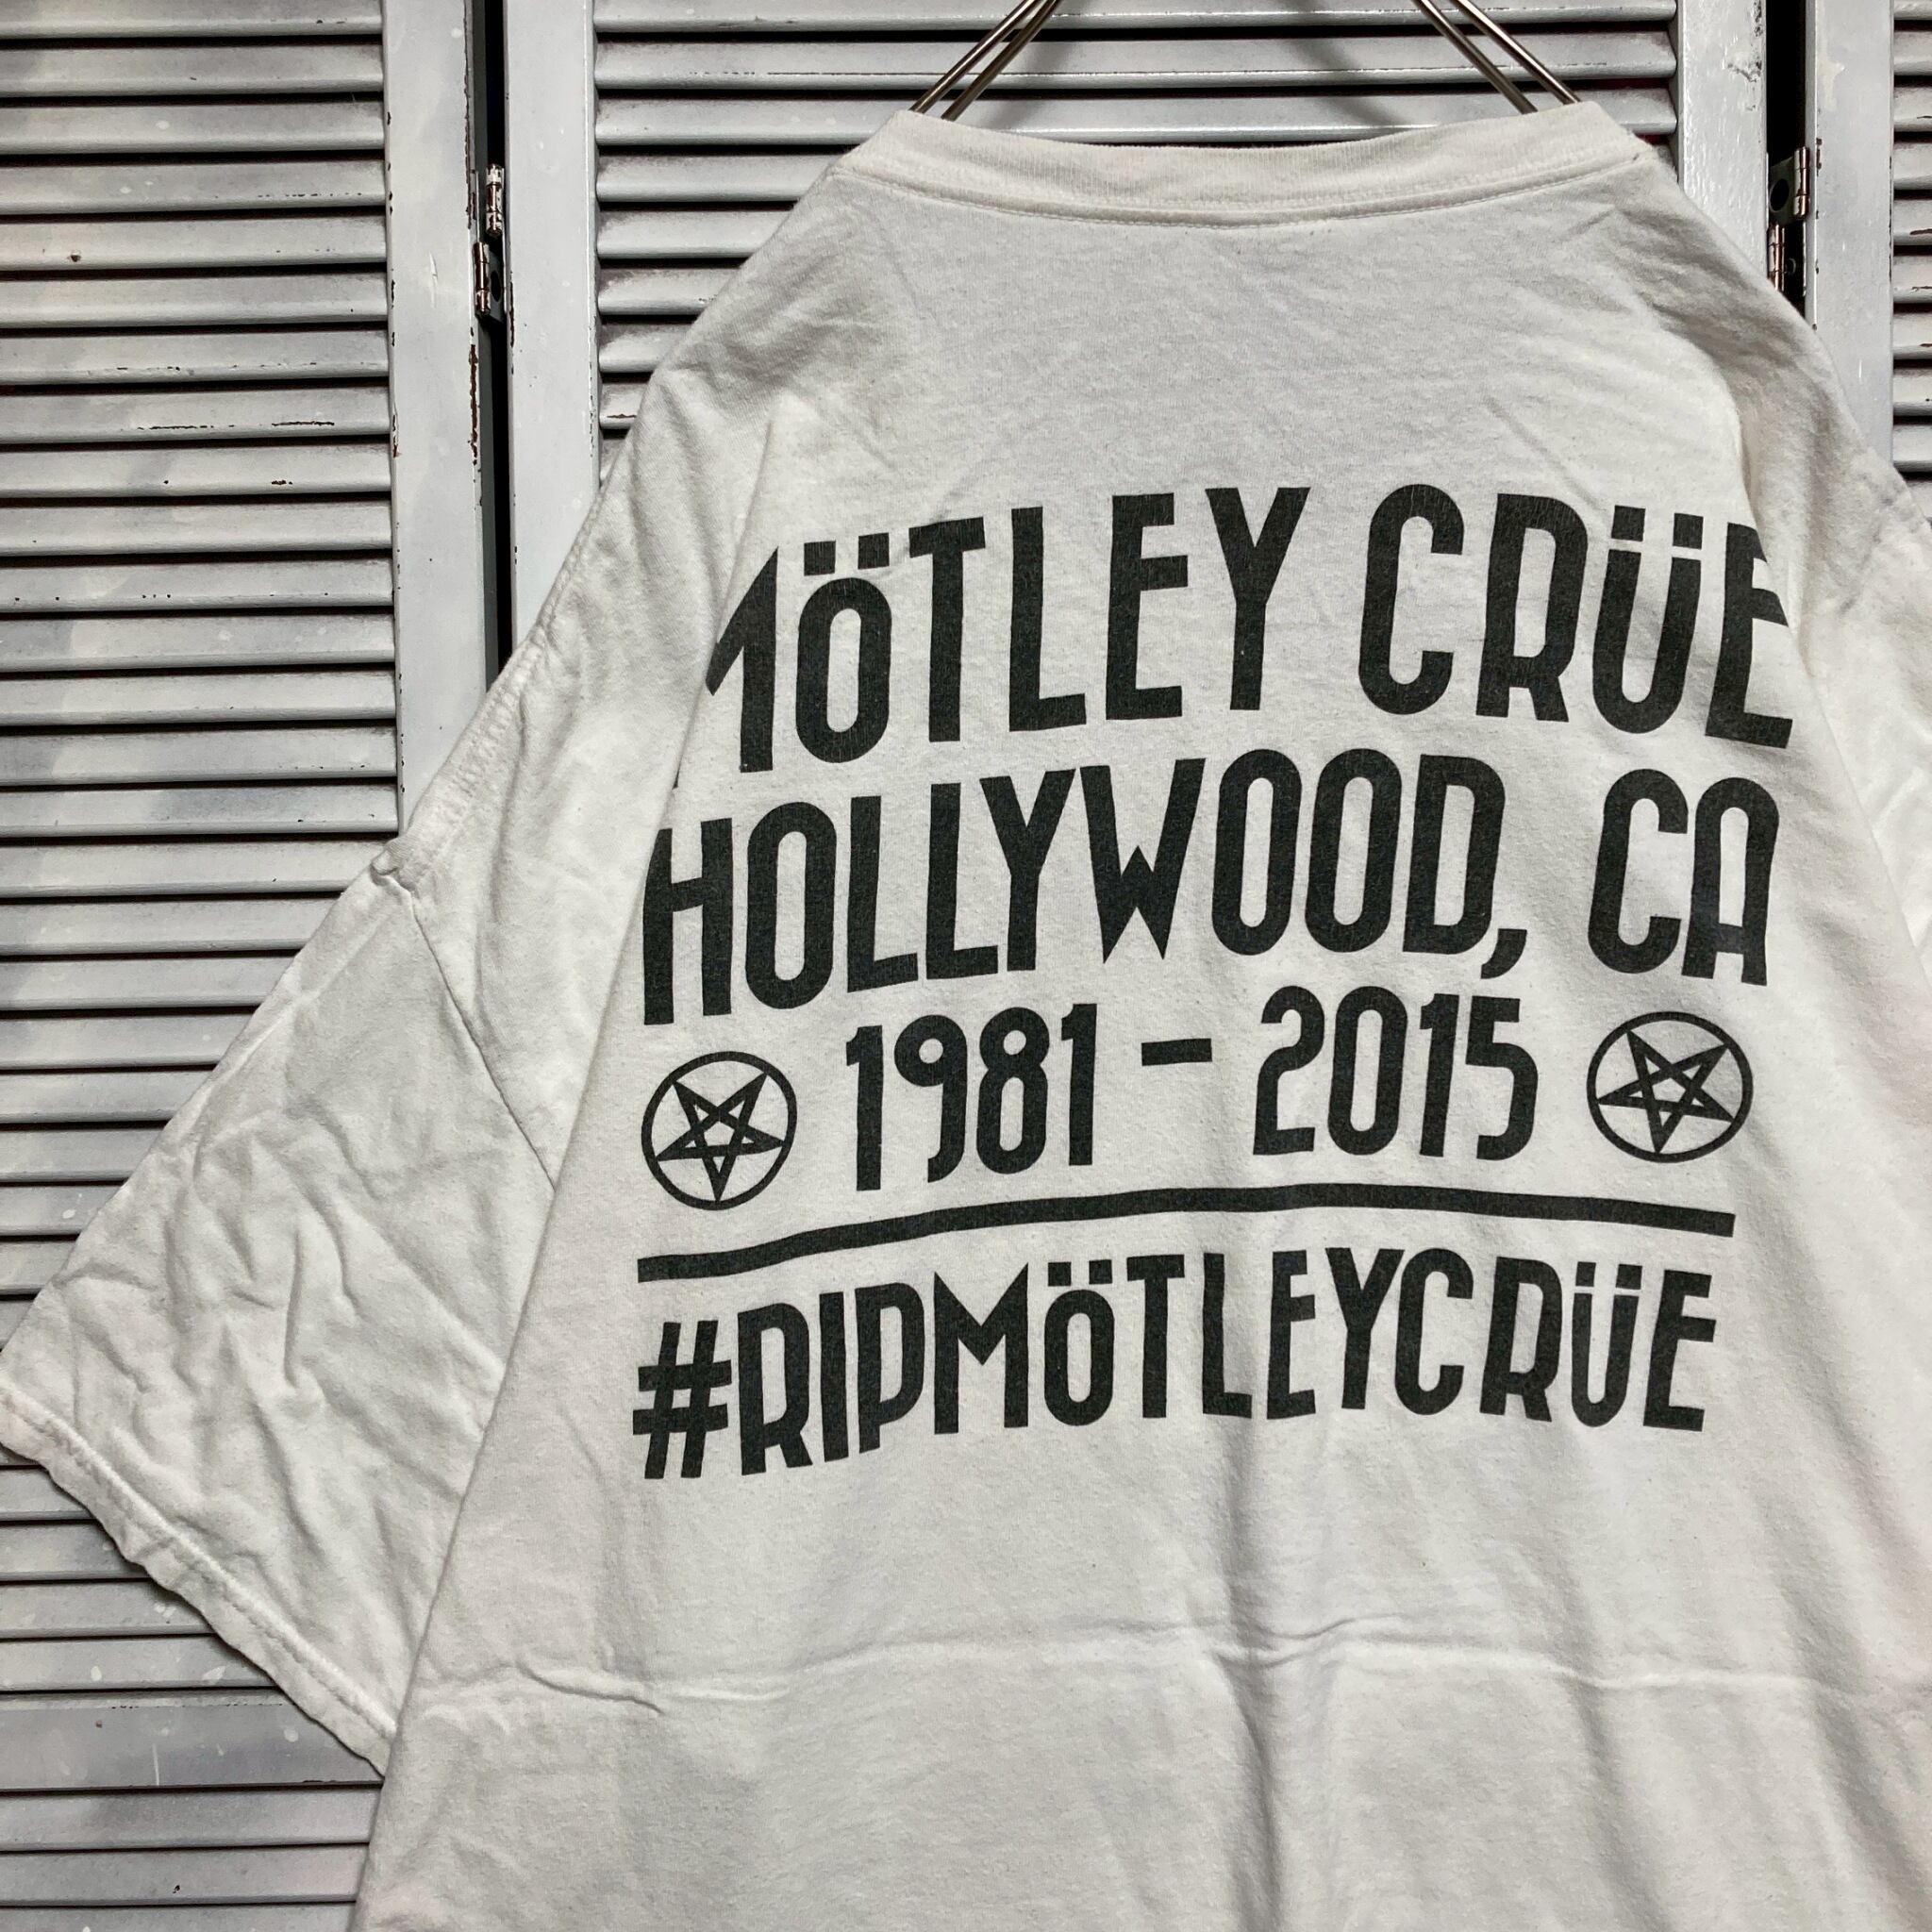 MÖTLEY CRÜE
HOLLYWOOD, CA
1981 - 2015
#RIPMÖTLEYCRÜE